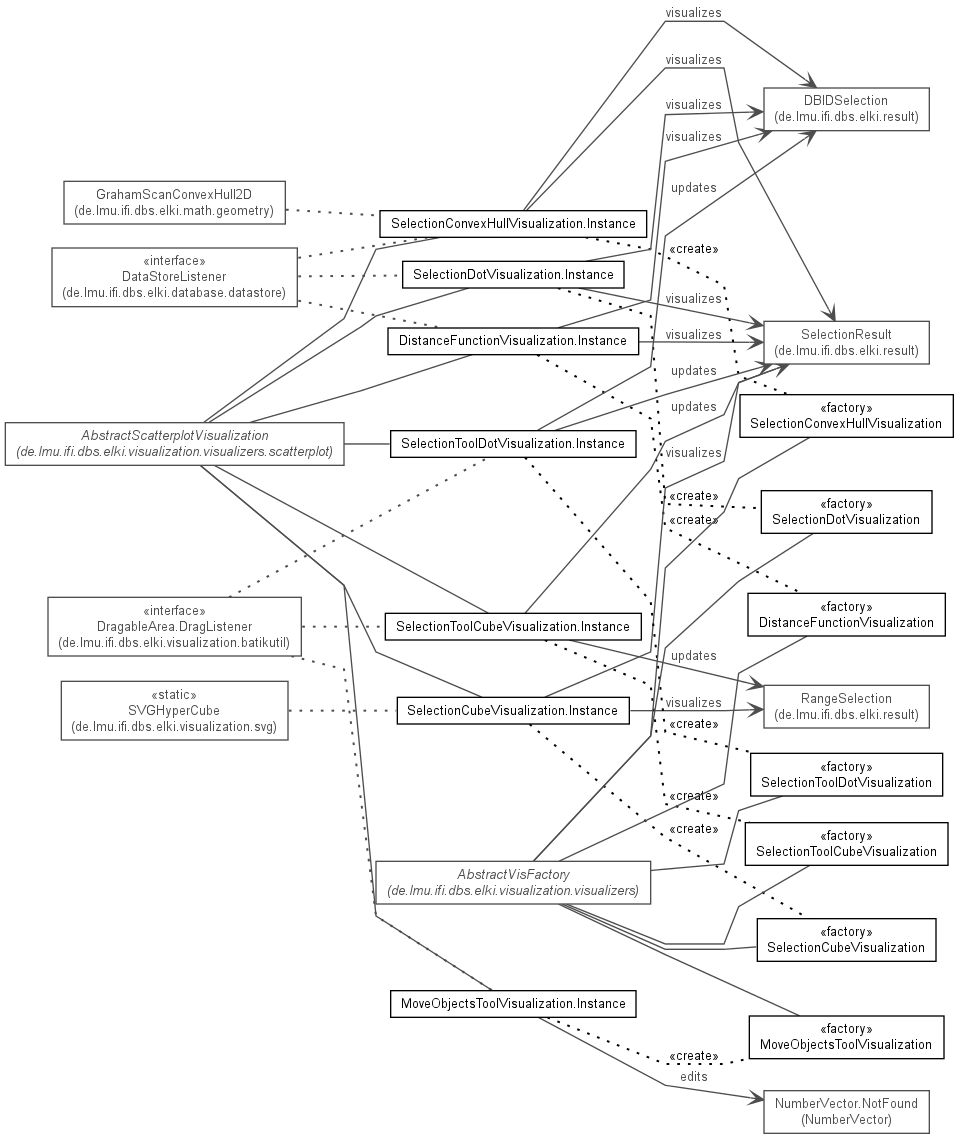 visualizes
visualizes
DBIDSelection
(de.lmu.ifi.dbs.elki.result)
visualizes
visualizes
updates
GrahamScanConvexHull2D
(de.lmu.ifi.dbs.elki.math.geometry)
SelectionConvexHullVisualization.Instance
«create»
«interface»
DataStoreListener
(de.lmu.ifi.dbs.elki.database.datastore)
SelectionDotVisualization.Instance
visualizes
DistanceFunctionVisualization.Instance
visualizes
SelectionResult
(de.lmu.ifi.dbs.elki.result)
updates
updates
«factory»
SelectionConvexHullVisualization
AbstractScatterplotVisualization
(de.lmu.ifi.dbs.elki.visualization.visualizers.scatterplot)
SelectionToolDotVisualization.Instance
visualizes
«create»
«create»
«factory»
SelectionDotVisualization
«interface»
DragableArea.DragListener
(de.lmu.ifi.dbs.elki.visualization.batikutil)
SelectionToolCubeVisualization.Instance
«factory»
DistanceFunctionVisualization
updates
«static»
SVGHyperCube
(de.lmu.ifi.dbs.elki.visualization.svg)
SelectionCubeVisualization.Instance
visualizes
RangeSelection
(de.lmu.ifi.dbs.elki.result)
«create»
«factory»
SelectionToolDotVisualization
«create»
«create»
«factory»
SelectionToolCubeVisualization
AbstractVisFactory
(de.lmu.ifi.dbs.elki.visualization.visualizers)
«factory»
SelectionCubeVisualization
MoveObjectsToolVisualization.Instance
«factory»
MoveObjectsToolVisualization
«create»
edits
NumberVector.NotFound
(NumberVector)